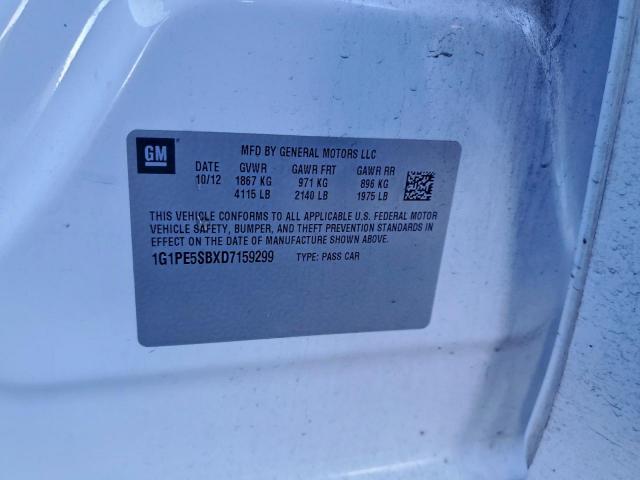 GM MFD BY GENERAL MOTORS LLC
DATE GVWR GAWR FRT GAWR RR
10/12 1867 KG 971 KG 896 KG
4115 LB 2140 LB 1975 LB
THIS VEHICLE CONFORMS TO ALL APPLICABLE U.S. FEDERAL MOTOR
VEHICLE SAFETY, BUMPER, AND THEFT PREVENTION STANDARDS IN
EFFECT ON THE DATE OF MANUFACTURE SHOWN ABOVE.
1G1PE5SBXD7159299 TYPE: PASS CAR